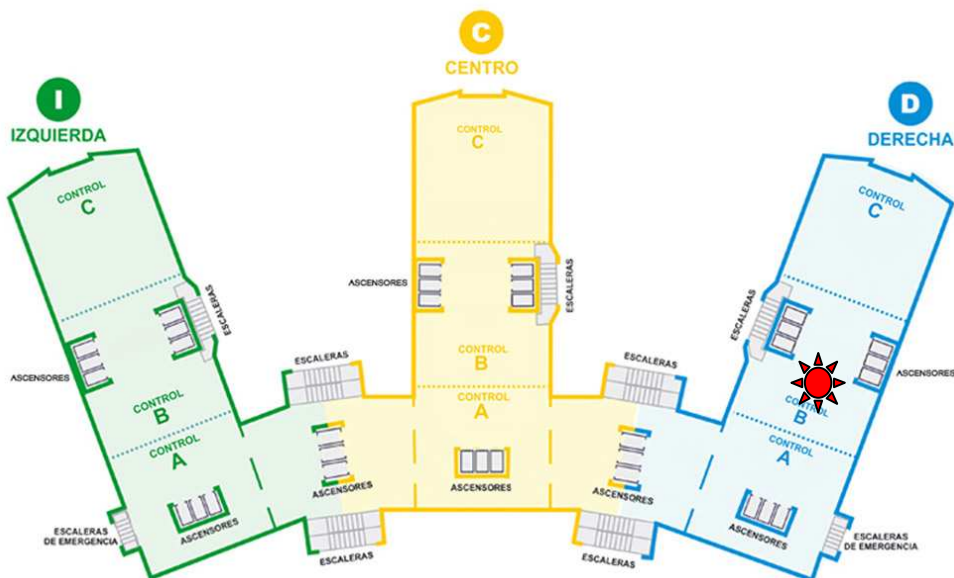 C
CENTRO
I
IZQUIERDA
D
DERECHA
CONTROL
C
CONTROL
C
CONTROL
C
ASCENSORES
ESCALERAS
ESCALERAS
ESCALERAS
ASCENSORES
ASCENSORES
CONTROL
B
ESCALERAS
ESCALERAS
CONTROL
B
CONTROL
B
CONTROL
A
CONTROL
A
CONTROL
A
ASCENSORES
ASCENSORES
ASCENSORES
ASCENSORES
ASCENSORES
ESCALERAS
DE EMERGENCIA
ESCALERAS
DE EMERGENCIA
ESCALERAS
ESCALERAS